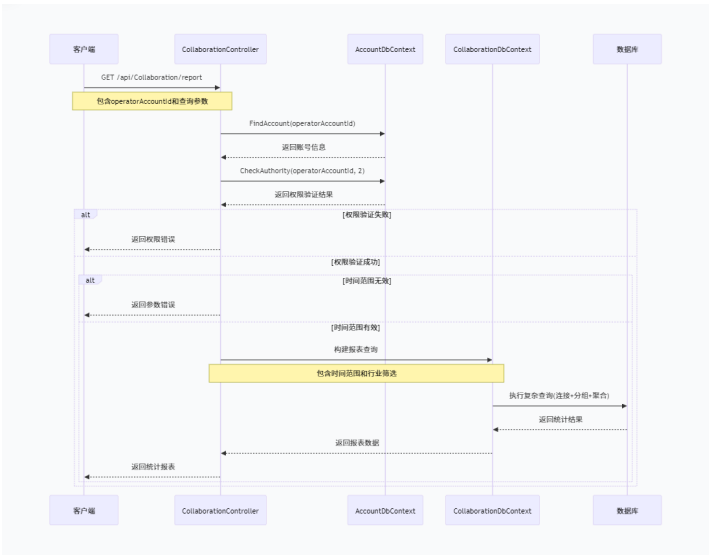 客户端 CollaborationController AccountDbContext CollaborationDbContext 数据库
GET /api/Collaboration/report
包含operatorAccountId和查询参数
FindAccount(operatorAccountId)
返回账号信息
CheckAuthority(operatorAccountId, 2)
返回权限验证结果
alt [权限验证失败]
返回权限错误
[权限验证成功]
alt [时间范围无效]
返回参数错误
[时间范围有效]
构建报表查询
包含时间范围和行业筛选
执行复杂查询(连接+分组+聚合)
返回统计结果
返回报表数据
返回统计报表
客户端 CollaborationController AccountDbContext CollaborationDbContext 数据库